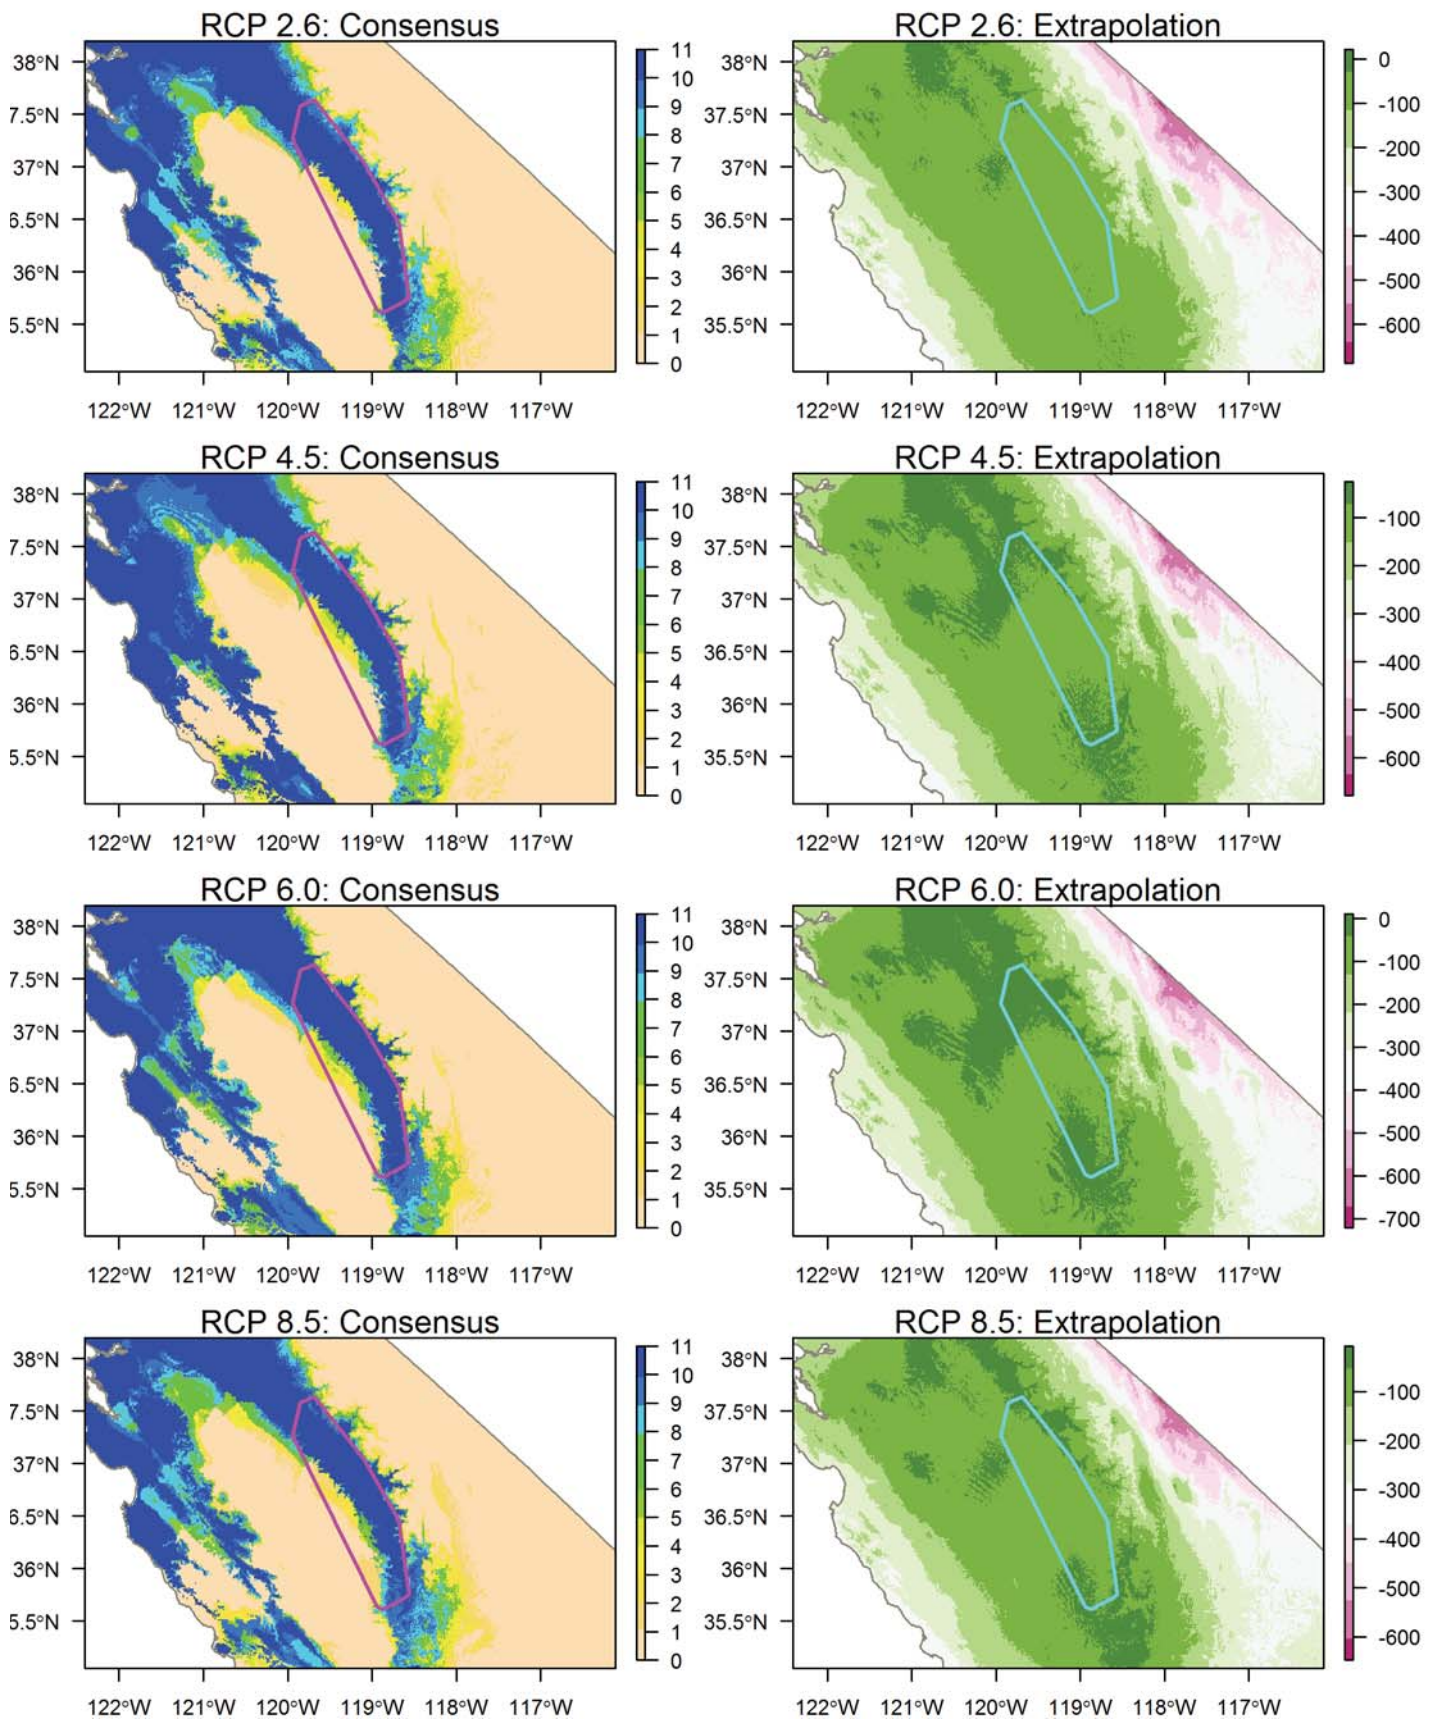 RCP 2.6: Consensus
38°N
7.5°N
37°N
6.5°N
36°N
5.5°N
122°W 121°W 120°W 119°W 118°W 117°W
11
10
9
8
7
6
5
4
3
2
1
0
RCP 2.6: Extrapolation
38°N
37.5°N
37°N
36.5°N
36°N
35.5°N
122°W 121°W 120°W 119°W 118°W 117°W
0
-100
-200
-300
-400
-500
-600
RCP 4.5: Consensus
38°N
7.5°N
37°N
6.5°N
36°N
5.5°N
122°W 121°W 120°W 119°W 118°W 117°W
11
10
9
8
7
6
5
4
3
2
1
0
RCP 4.5: Extrapolation
38°N
37.5°N
37°N
36.5°N
36°N
35.5°N
122°W 121°W 120°W 119°W 118°W 117°W
-100
-200
-300
-400
-500
-600
RCP 6.0: Consensus
38°N
7.5°N
37°N
6.5°N
36°N
5.5°N
122°W 121°W 120°W 119°W 118°W 117°W
11
10
9
8
7
6
5
4
3
2
1
0
RCP 6.0: Extrapolation
38°N
37.5°N
37°N
36.5°N
36°N
35.5°N
122°W 121°W 120°W 119°W 118°W 117°W
0
-100
-200
-300
-400
-500
-600
-700
RCP 8.5: Consensus
38°N
7.5°N
37°N
6.5°N
36°N
5.5°N
122°W 121°W 120°W 119°W 118°W 117°W
11
10
9
8
7
6
5
4
3
2
1
0
RCP 8.5: Extrapolation
38°N
37.5°N
37°N
36.5°N
36°N
35.5°N
122°W 121°W 120°W 119°W 118°W 117°W
-100
-200
-300
-400
-500
-600